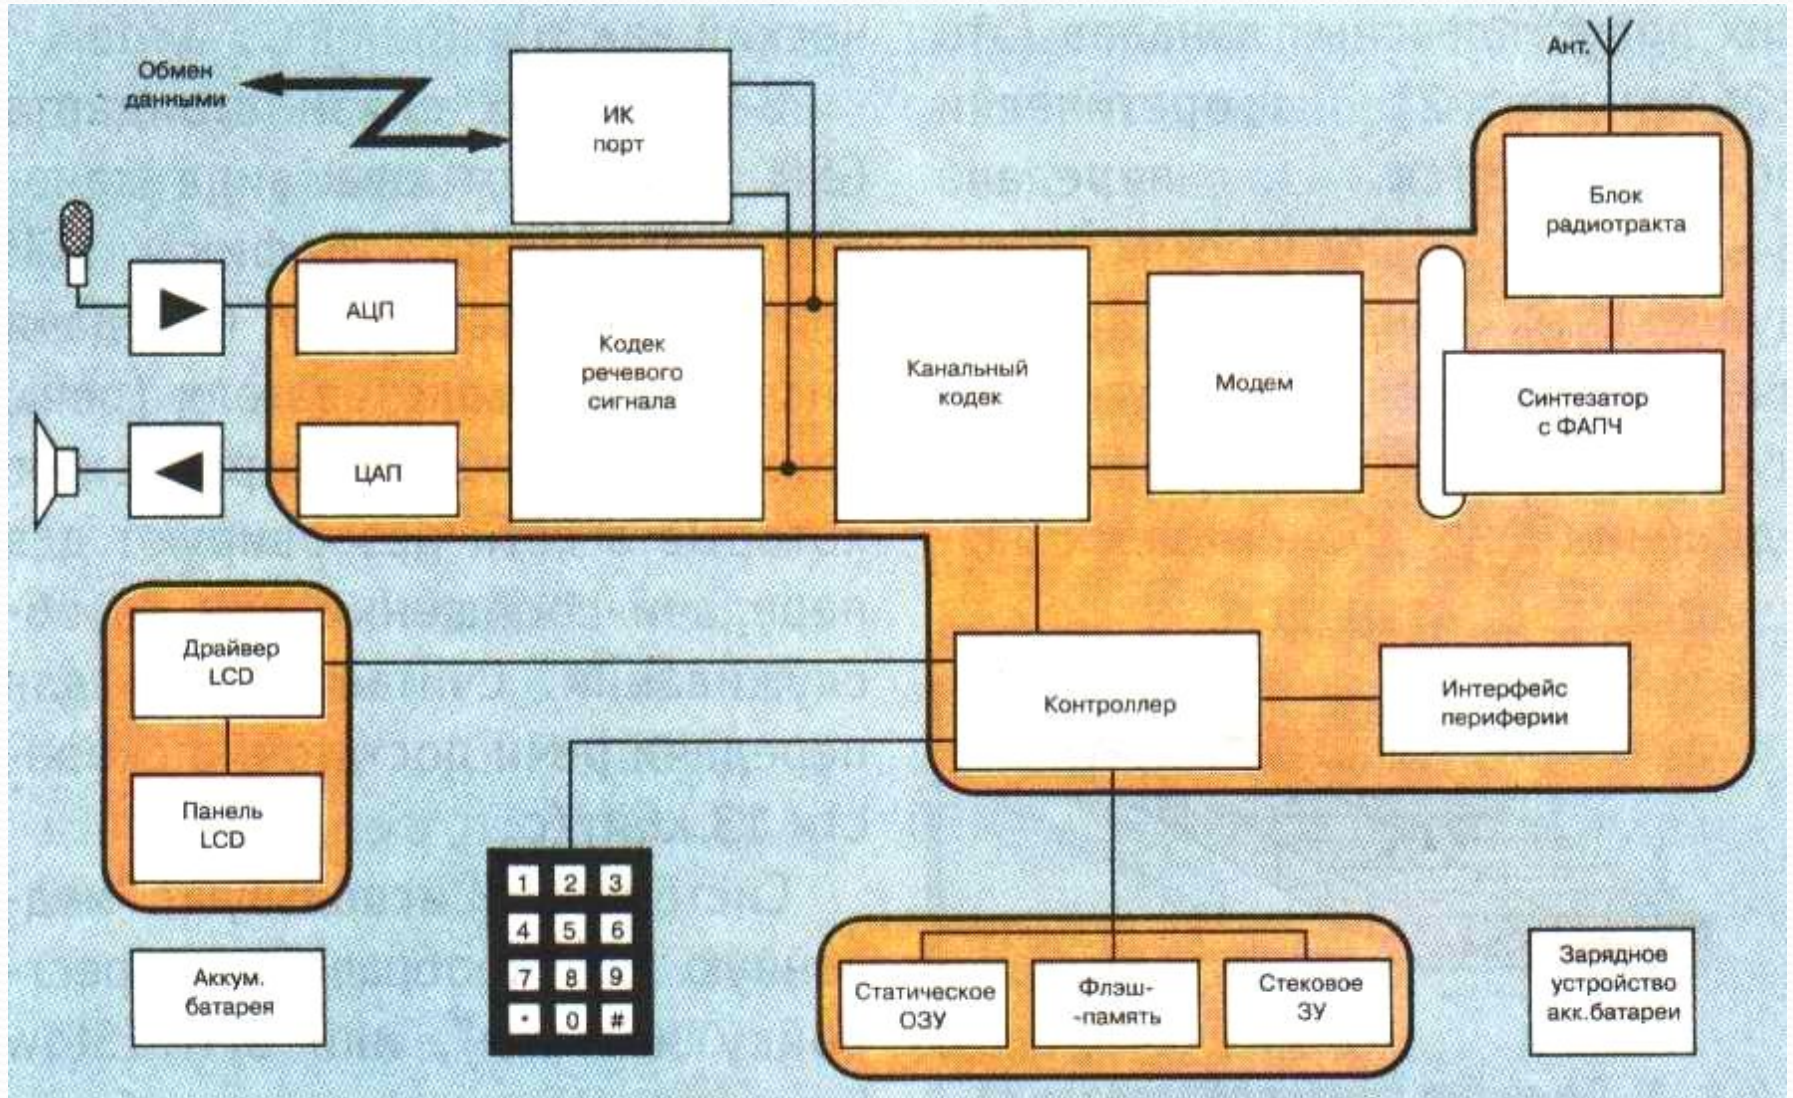 Ант.
Обмен
данными
ИК
порт
Блок
радиотракта
АЦП
Кодек
речевого
сигнала
Канальный
кодек
Модем
Синтезатор
с ФАПЧ
ЦАП
Драйвер
LCD
Контроллер
Интерфейс
периферии
Панель
LCD
1 2 3
4 5 6
7 8 9
* 0 #
Аккум.
батарея
Статическое
ОЗУ
Флэш-
-память
Стековое
ЗУ
Зарядное
устройство
акк.батареи